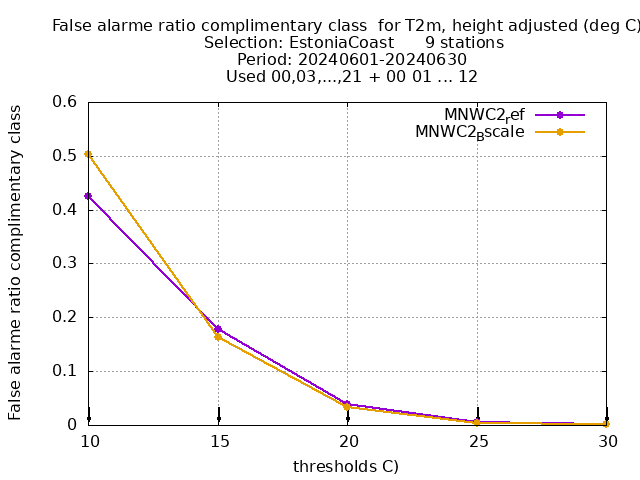 False alarme ratio complimentary class  for T2m, height adjusted (deg C)
Selection: EstoniaCoast      9 stations
Period: 20240601-20240630
Used 00,03,...,21 + 00 01 ... 12
MNWC2ref
MNWC2Bscale
False alarme ratio complimentary class
0.6
0.5
0.4
0.3
0.2
0.1
0
10 15 20 25 30
thresholds C)